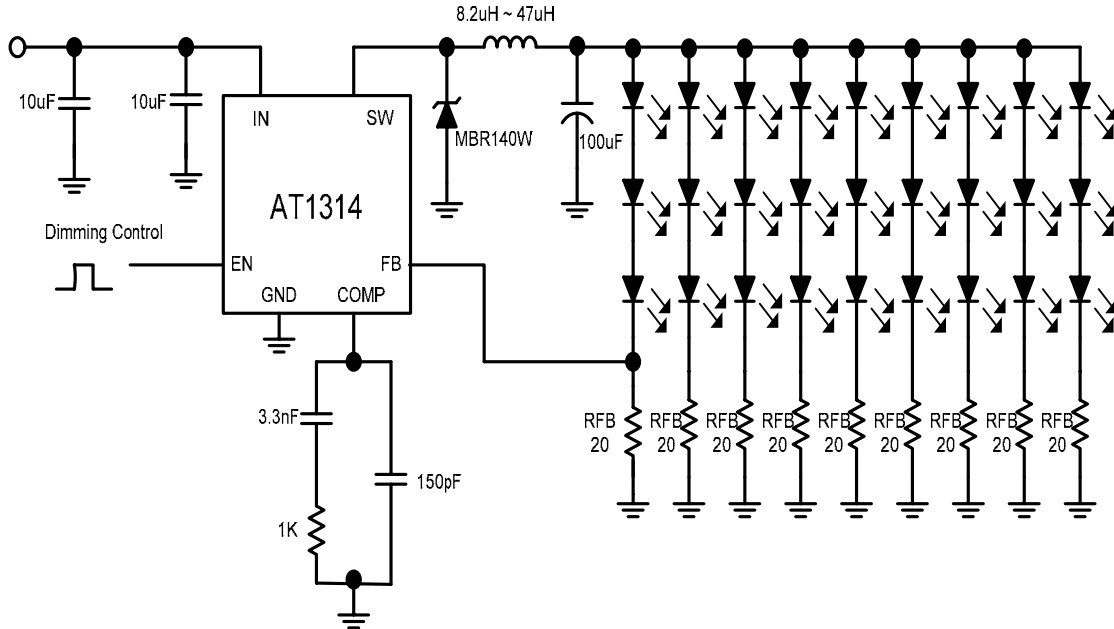 8.2uH ~ 47uH
10uF
10uF
IN
SW
MBR140W
100uF
AT1314
Dimming Control
EN
FB
GND
COMP
3.3nF
150pF
1K
RFB
20
RFB
20
RFB
20
RFB
20
RFB
20
RFB
20
RFB
20
RFB
20
RFB
20